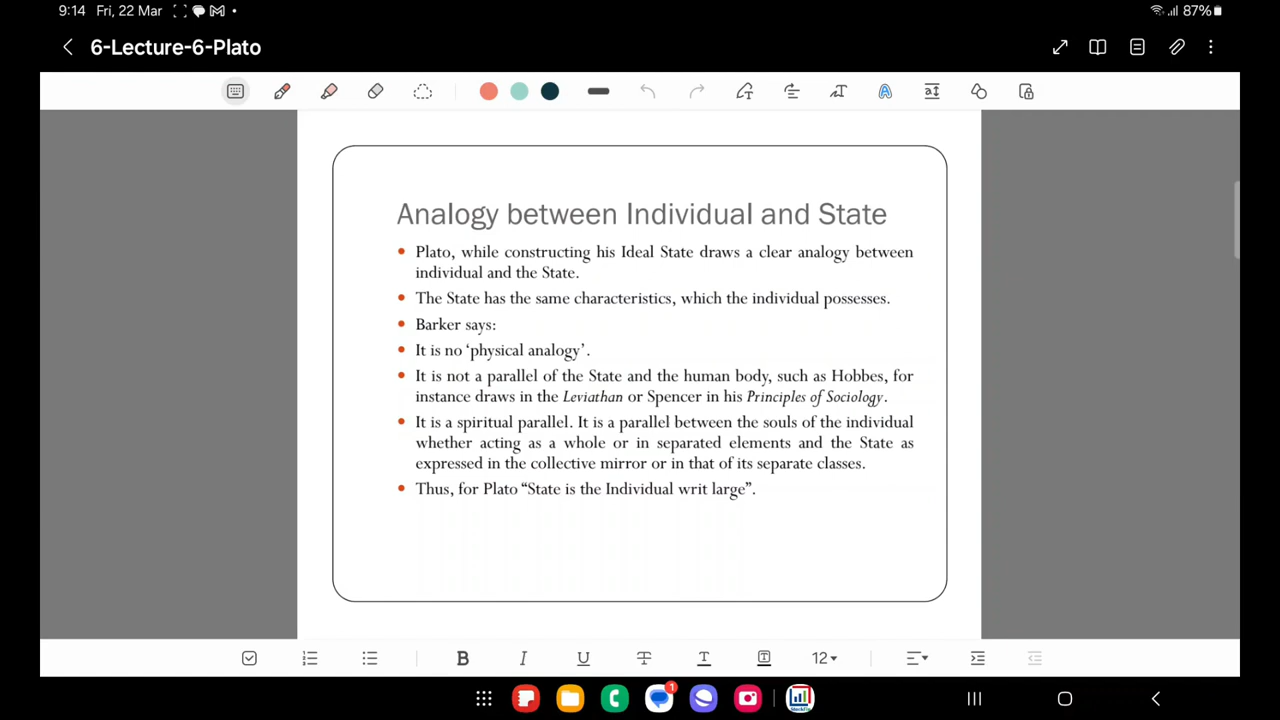 9:14 Fri, 22 Mar
87%
6-Lecture-6-Plato
Analogy between Individual and State
• Plato, while constructing his Ideal State draws a clear analogy between
individual and the State.
• The State has the same characteristics, which the individual possesses.
• Barker says:
• It is no ‘physical analogy’.
• It is not a parallel of the State and the human body, such as Hobbes, for
instance draws in the Leviathan or Spencer in his Principles of Sociology.
• It is a spiritual parallel. It is a parallel between the souls of the individual
whether acting as a whole or in separated elements and the State as
expressed in the collective mirror or in that of its separate classes.
• Thus, for Plato “State is the Individual writ large”.
B I U T T T 12
1